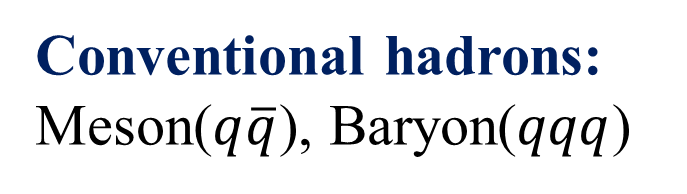 Conventional hadrons:
Meson(qq̄), Baryon(qqq)